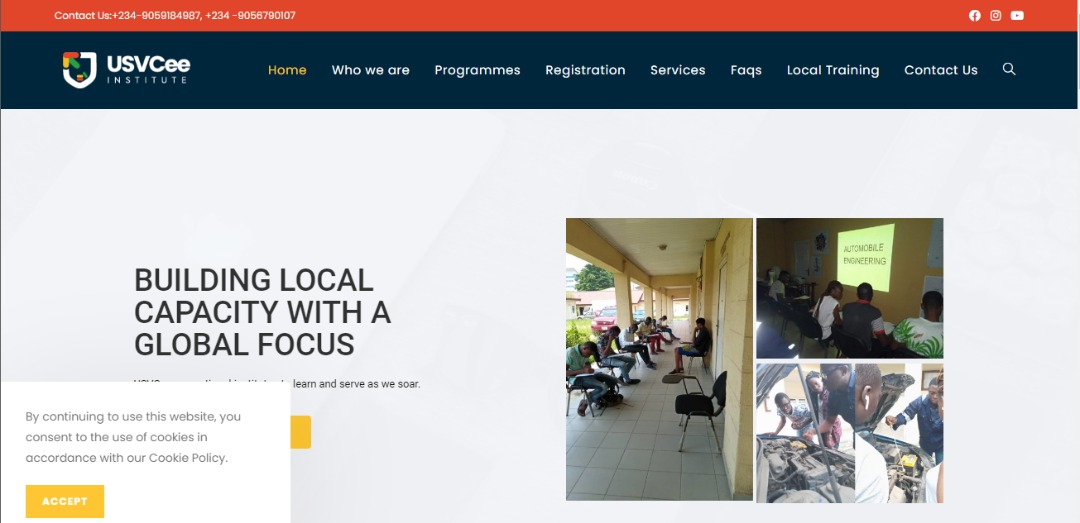 Contact Us:+234-9059184987, +234 -9056790107
USVCee
INSTITUTE
Home Who we are Programmes Registration Services Faqs Local Training Contact Us
BUILDING LOCAL
CAPACITY WITH A
GLOBAL FOCUS
learn and serve as we soar.
AUTOMOBILE
ENGINEERING
By continuing to use this website, you
consent to the use of cookies in
accordance with our Cookie Policy.
ACCEPT